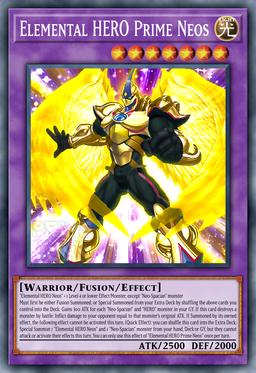 Elemental HERO Prime Neos
LIGHT
光
[Warrior/Fusion/Effect]
"Elemental HERO Neos" + 1 Level 4 or lower Effect Monster, except "Neo-Spacian" monster
Must first be either Fusion Summoned, or Special Summoned from your Extra Deck by shuffling the above cards you
control into the Deck. Gains 300 ATK for each "Neo-Spacian" and "HERO" monster in your GY. If this card destroys a
monster by battle: Inflict damage to your opponent equal to that monster's original ATK. If Summoned by its owned
effect, the following effect cannot be activated this turn. (Quick Effect): you can shuffle this card into the Extra Deck;
Special Summon 1 "Elemental HERO Neos" and 1 "Neo-Spacian" monster from your hand, Deck or GY, but they cannot
attack or activate their effects this turn. You can only use this effect of "Elemental HERO Prime Neos" once per turn.
ATK/2500 DEF/2000